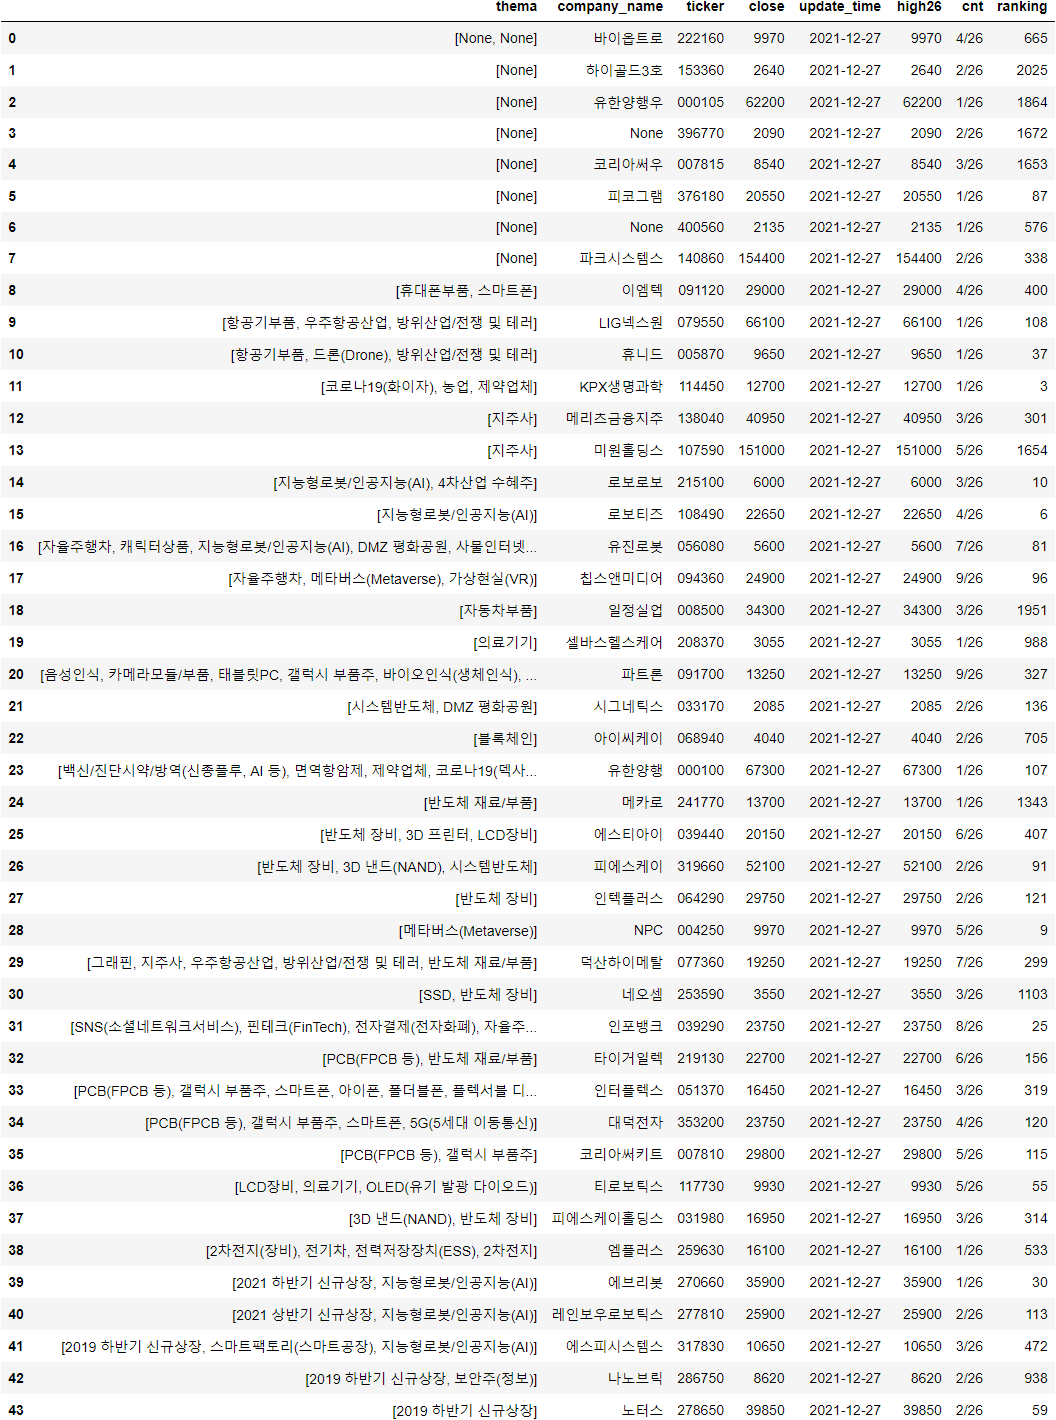 thema company_name ticker close update_time high26 cnt ranking
0 [None, None] 바이옵트로 222160 9970 2021-12-27 9970 4/26 665
1 [None] 하이골드3호 153360 2640 2021-12-27 2640 2/26 2025
2 [None] 유한양행우 000105 62200 2021-12-27 62200 1/26 1864
3 [None] None 396770 2090 2021-12-27 2090 2/26 1672
4 [None] 코리아써우 007815 8540 2021-12-27 8540 3/26 1653
5 [None] 피코그램 376180 20550 2021-12-27 20550 1/26 87
6 [None] None 400560 2135 2021-12-27 2135 1/26 576
7 [None] 파크시스템스 140860 154400 2021-12-27 154400 2/26 338
8 [휴대폰부품, 스마트폰] 이엠텍 091120 29000 2021-12-27 29000 4/26 400
9 [항공기부품, 우주항공산업, 방위산업/전쟁 및 테러] LIG넥스원 079550 66100 2021-12-27 66100 1/26 108
10 [항공기부품, 드론(Drone), 방위산업/전쟁 및 테러] 휴니드 005870 9650 2021-12-27 9650 1/26 37
11 [코로나19(화이자), 농업, 제약업체] KPX생명과학 114450 12700 2021-12-27 12700 1/26 3
12 [지주사] 메리츠금융지주 138040 40950 2021-12-27 40950 3/26 301
13 [지주사] 미원홀딩스 107590 151000 2021-12-27 151000 5/26 1654
14 [지능형로봇/인공지능(AI), 4차산업 수혜주] 로보로보 215100 6000 2021-12-27 6000 3/26 10
15 [지능형로봇/인공지능(AI)] 로보티즈 108490 22650 2021-12-27 22650 4/26 6
16 [자율주행차, 캐릭터상품, 지능형로봇/인공지능(AI), DMZ 평화공원, 사물인터넷... 유진로봇 056080 5600 2021-12-27 5600 7/26 81
17 [자율주행차, 메타버스(Metaverse), 가상현실(VR)] 칩스앤미디어 094360 24900 2021-12-27 24900 9/26 96
18 [자동차부품] 일정실업 008500 34300 2021-12-27 34300 3/26 1951
19 [의료기기] 셀바스헬스케어 208370 3055 2021-12-27 3055 1/26 988
20 [음성인식, 카메라모듈/부품, 태블릿PC, 갤럭시 부품주, 바이오인식(생체인식), ... 파트론 091700 13250 2021-12-27 13250 9/26 327
21 [시스템반도체, DMZ 평화공원] 시그네틱스 033170 2085 2021-12-27 2085 2/26 136
22 [블록체인] 아이씨케이 068940 4040 2021-12-27 4040 2/26 705
23 [백신/진단시약/방역(신종플루, AI 등), 면역항암제, 제약업체, 코로나19(덱사... 유한양행 000100 67300 2021-12-27 67300 1/26 107
24 [반도체 재료/부품] 메카로 241770 13700 2021-12-27 13700 1/26 1343
25 [반도체 장비, 3D 프린터, LCD장비] 에스티아이 039440 20150 2021-12-27 20150 6/26 407
26 [반도체 장비, 3D 낸드(NAND), 시스템반도체] 피에스케이 319660 52100 2021-12-27 52100 2/26 91
27 [반도체 장비] 인텍플러스 064290 29750 2021-12-27 29750 2/26 121
28 [메타버스(Metaverse)] NPC 004250 9970 2021-12-27 9970 5/26 9
29 [그래핀, 지주사, 우주항공산업, 방위산업/전쟁 및 테러, 반도체 재료/부품] 덕산하이메탈 077360 19250 2021-12-27 19250 7/26 299
30 [SSD, 반도체 장비] 네오셈 253590 3550 2021-12-27 3550 3/26 1103
31 [SNS(소셜네트워크서비스), 핀테크(FinTech), 전자결제(전자화폐), 자율주... 인포뱅크 039290 23750 2021-12-27 23750 8/26 25
32 [PCB(FPCB 등), 반도체 재료/부품] 타이거일렉 219130 22700 2021-12-27 22700 6/26 156
33 [PCB(FPCB 등), 갤럭시 부품주, 스마트폰, 아이폰, 폴더블폰, 플렉서블 디... 인터플렉스 051370 16450 2021-12-27 16450 3/26 319
34 [PCB(FPCB 등), 갤럭시 부품주, 스마트폰, 5G(5세대 이동통신)] 대덕전자 353200 23750 2021-12-27 23750 4/26 120
35 [PCB(FPCB 등), 갤럭시 부품주] 코리아써키트 007810 29800 2021-12-27 29800 5/26 115
36 [LCD장비, 의료기기, OLED(유기 발광 다이오드)] 티로보틱스 117730 9930 2021-12-27 9930 5/26 55
37 [3D 낸드(NAND), 반도체 장비] 피에스케이홀딩스 031980 16950 2021-12-27 16950 3/26 314
38 [2차전지(장비), 전기차, 전력저장장치(ESS), 2차전지] 엠플러스 259630 16100 2021-12-27 16100 1/26 533
39 [2021 하반기 신규상장, 지능형로봇/인공지능(AI)] 에브리봇 270660 35900 2021-12-27 35900 1/26 30
40 [2021 상반기 신규상장, 지능형로봇/인공지능(AI)] 레인보우로보틱스 277810 25900 2021-12-27 25900 2/26 113
41 [2019 하반기 신규상장, 스마트팩토리(스마트공장), 지능형로봇/인공지능(AI)] 에스피시스템스 317830 10650 2021-12-27 10650 3/26 472
42 [2019 하반기 신규상장, 보안주(정보)] 나노브릭 286750 8620 2021-12-27 8620 2/26 938
43 [2019 하반기 신규상장] 노터스 278650 39850 2021-12-27 39850 2/26 59